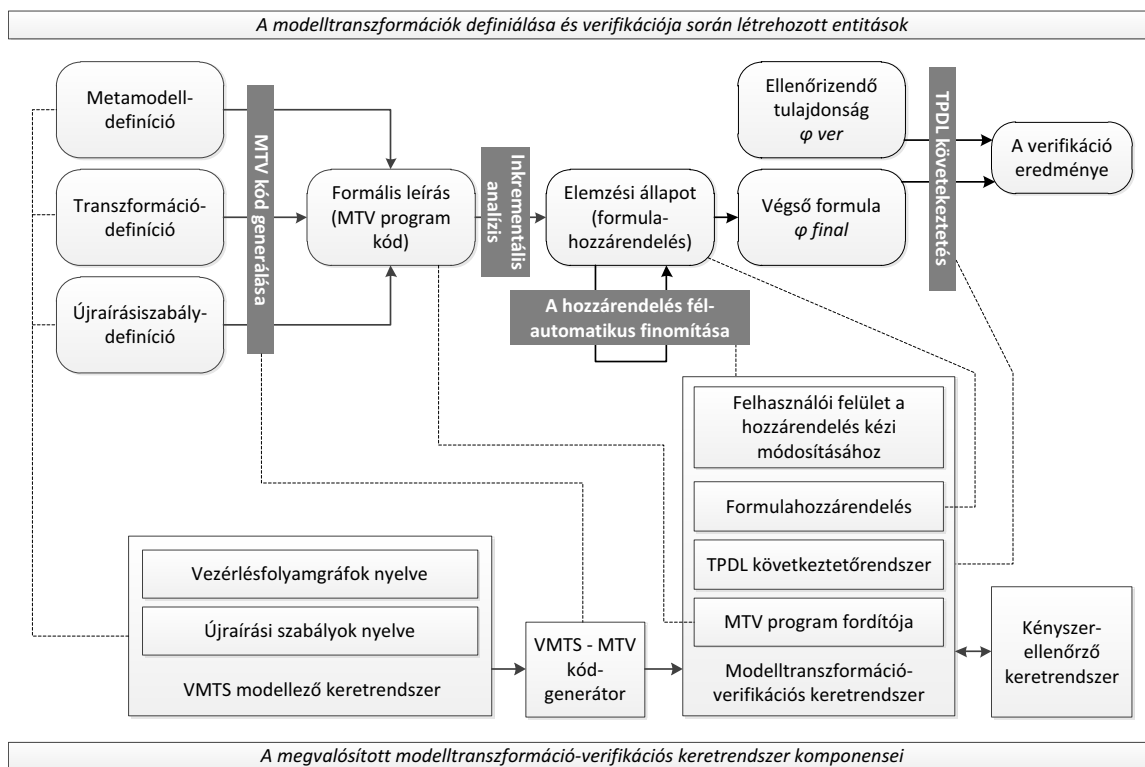 A modelltranszformációk definiálása és verifikációja során létrehozott entitások
Metamodell-
definíció
Transzformáció-
definíció
Újraírásiszabály-
definíció
MTV kód generálása
Formális leírás
(MTV program
kód)
Inkrementális
analízis
Elemzési állapot
(formula-
hozzárendelés)
A hozzárendelés fél-
automatikus finomítása
Ellenőrizendő
tulajdonság
φ ver
Végső formula
φ final
TPDL követekeztetés
A verifikáció
eredménye
Felhasználói felület a
hozzárendelés kézi
módosításához
Formulahozzárendelés
TPDL következtetőrendszer
MTV program fordítója
Modelltranszformáció-
verifikációs keretrendszer
Vezérlésfolyamgráfok nyelve
Újraírási szabályok nyelve
VMTS modellező keretrendszer
VMTS - MTV
kód-
generátor
Kényszer-
ellenőrző
keretrendszer
A megvalósított modelltranszformáció-verifikációs keretrendszer komponensei